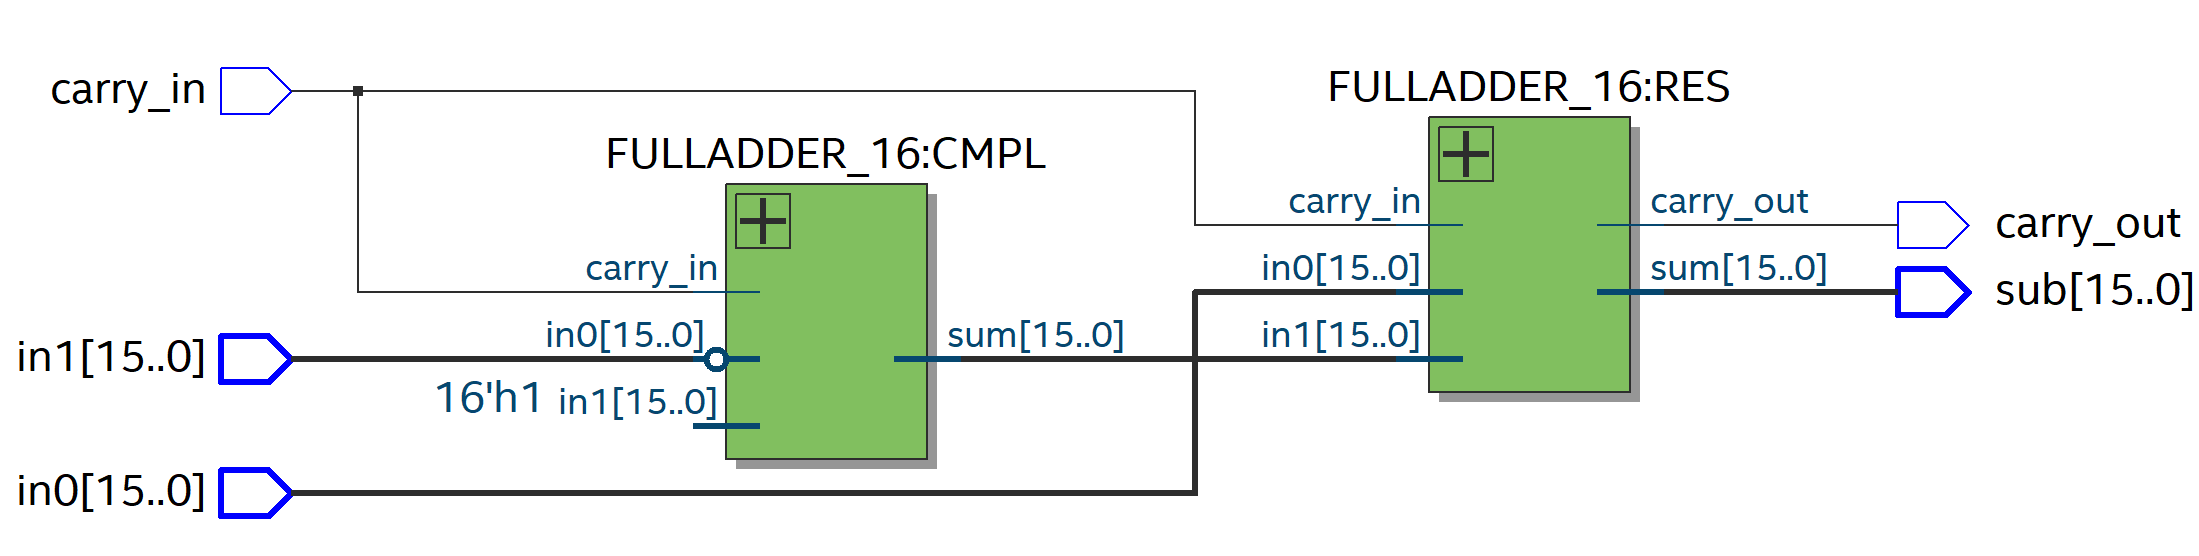 carry_in
FULLADDER_16:RES
FULLADDER_16:CMPL
carry_in
carry_out
carry_out
carry_in
in0[15..0]
sum[15..0]
sub[15..0]
in1[15..0]
in0[15..0]
sum[15..0]
in1[15..0]
16'h1
in1[15..0]
in0[15..0]